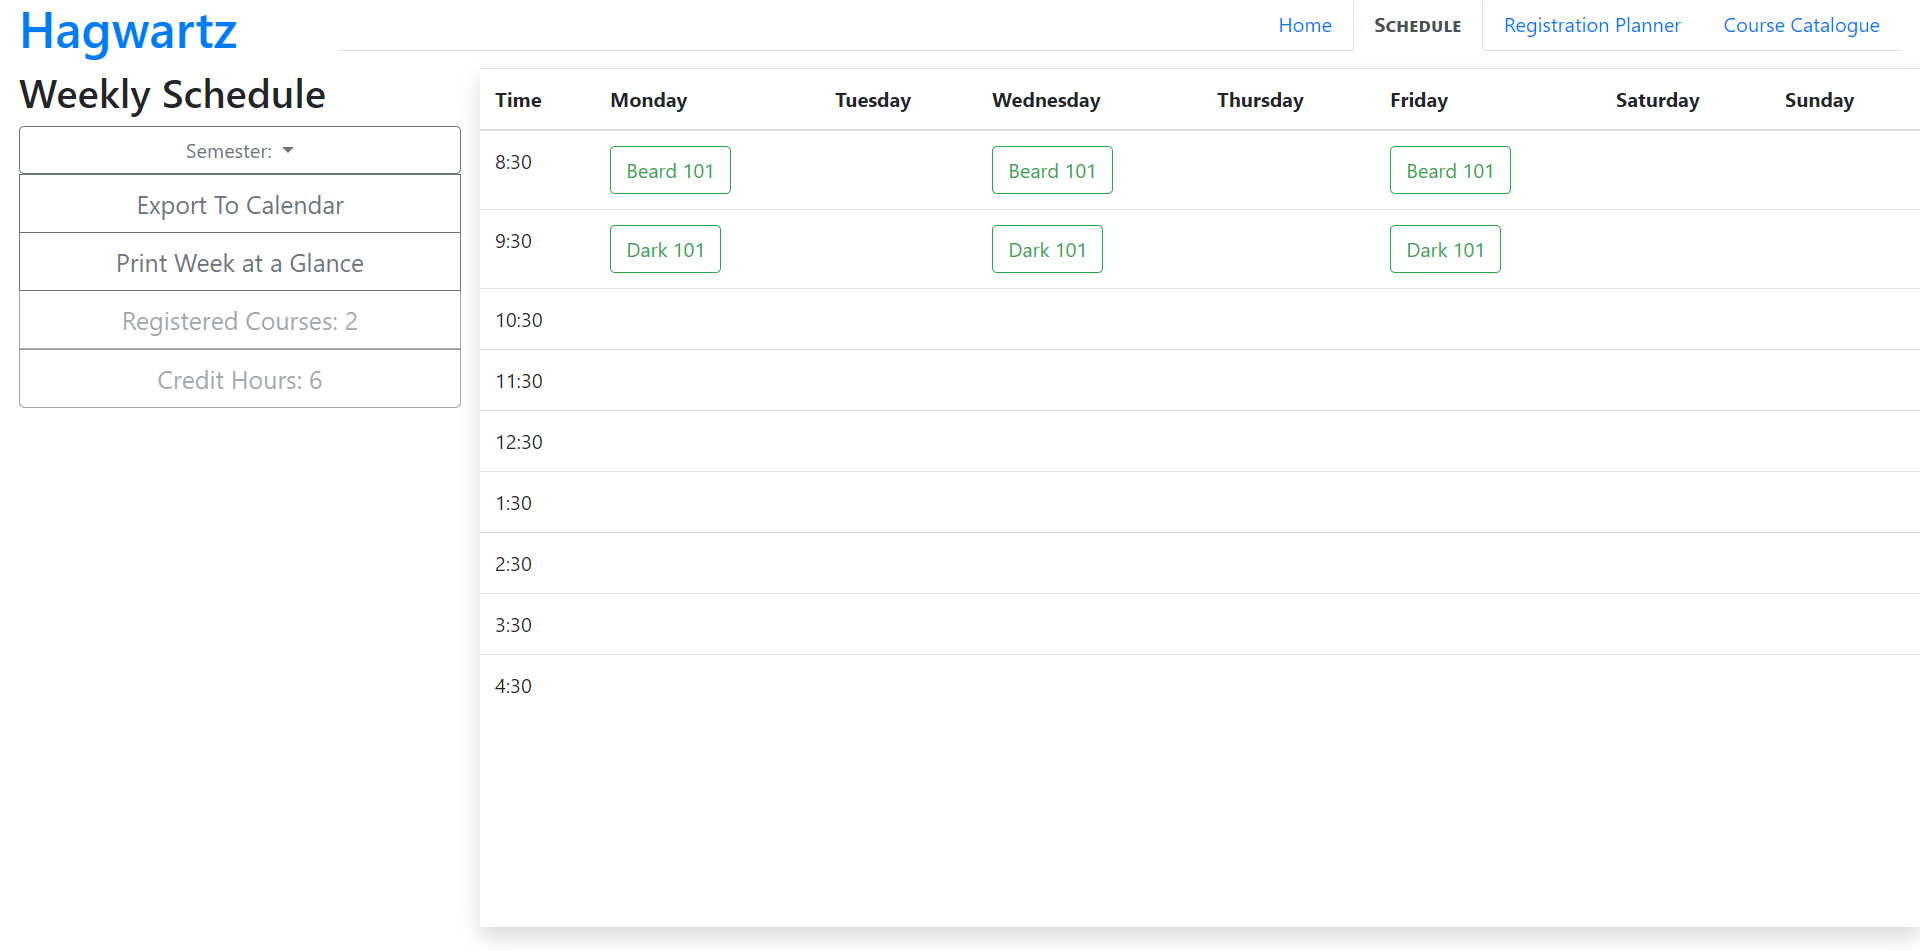 Hagwartz
Home SCHEDULE Registration Planner Course Catalogue
Weekly Schedule
Semester:
Export To Calendar
Print Week at a Glance
Registered Courses: 2
Credit Hours: 6
Time Monday Tuesday Wednesday Thursday Friday Saturday Sunday
8:30 Beard 101 Beard 101 Beard 101
9:30 Dark 101 Dark 101 Dark 101
10:30
11:30
12:30
1:30
2:30
3:30
4:30